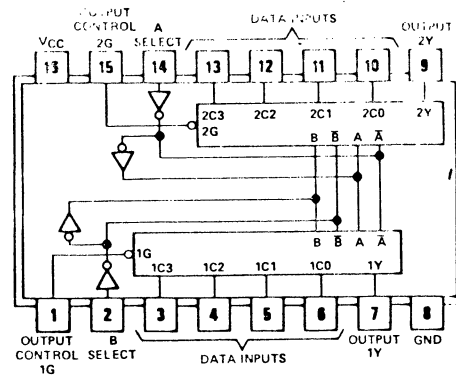 OUTPUT CONTROL 2G
A SELECT
DATA INPUTS
OUTPUT 2Y
VCC
13 15 14 13 12 11 10 9
2C3 2C2 2C1 2C0 2Y
2G
B B̅ A A̅
B B̅ A A̅
1G
1C3 1C2 1C1 1C0 1Y
1 2 3 4 5 6 7 8
OUTPUT CONTROL 1G
B SELECT
DATA INPUTS
OUTPUT 1Y
GND